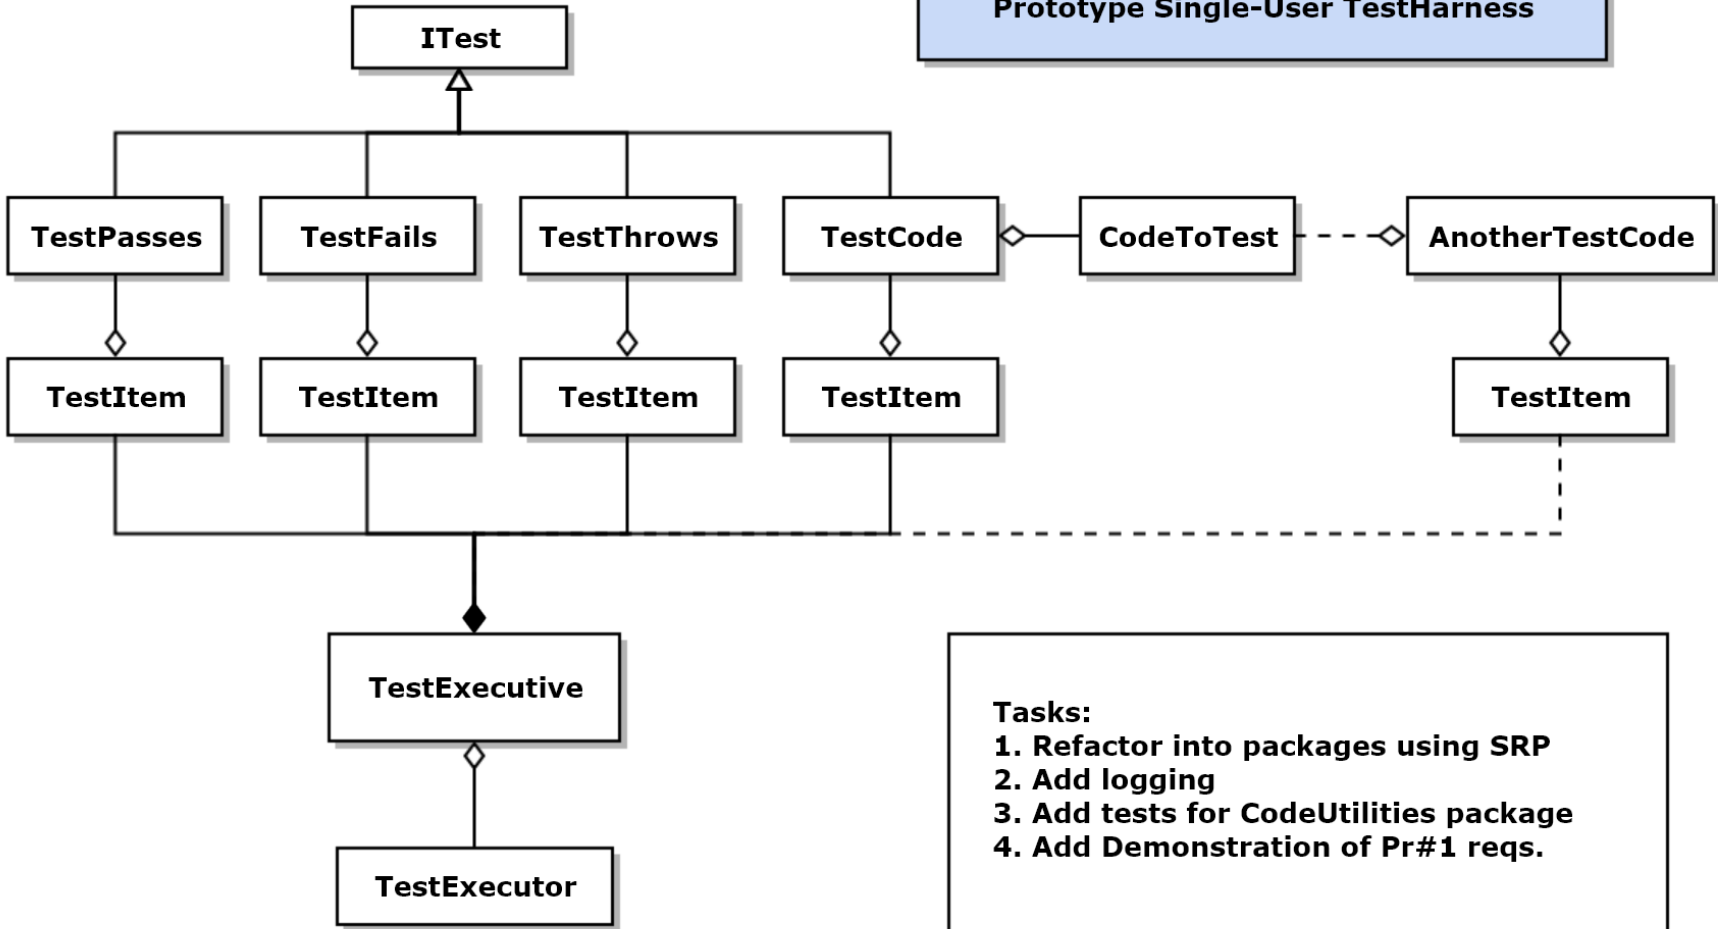 Prototype Single-User TestHarness
ITest
TestPasses
TestFails
TestThrows
TestCode
CodeToTest
AnotherTestCode
TestItem
TestItem
TestItem
TestItem
TestItem
TestExecutive
TestExecutor
Tasks:
1. Refactor into packages using SRP
2. Add logging
3. Add tests for CodeUtilities package
4. Add Demonstration of Pr#1 reqs.